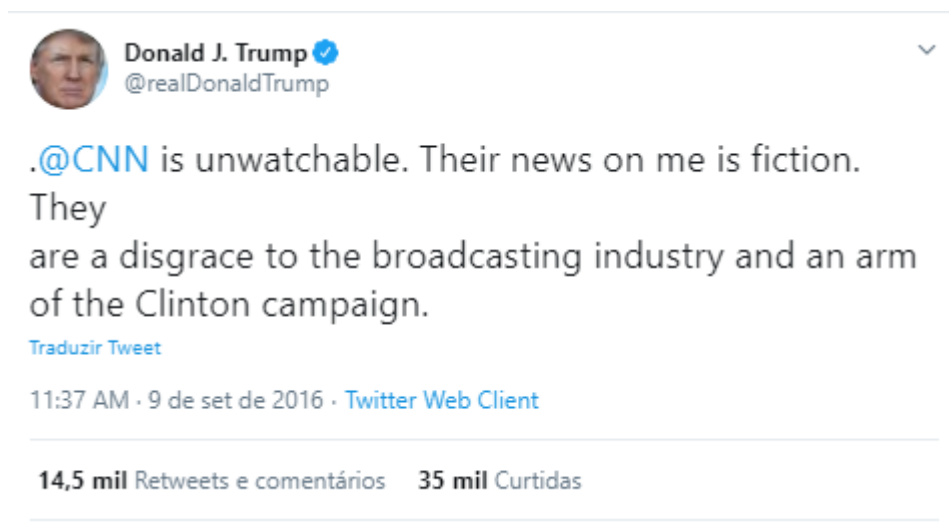 Donald J. Trump
@realDonaldTrump
.@CNN is unwatchable. Their news on me is fiction.
They
are a disgrace to the broadcasting industry and an arm
of the Clinton campaign.
Traduzir Tweet
11:37 AM · 9 de set de 2016 · Twitter Web Client
14,5 mil Retweets e comentários 35 mil Curtidas